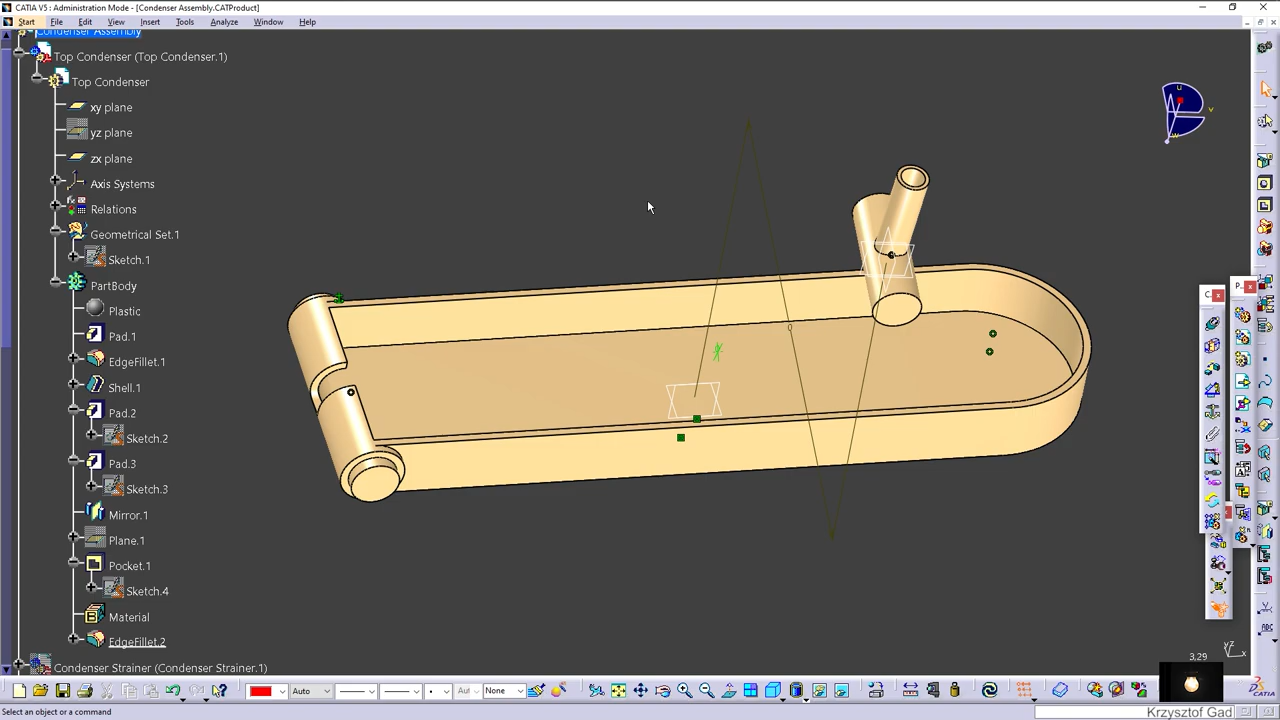 CATIA V5 : Administration Mode - [Condenser Assembly.CATProduct]
Start File Edit View Insert Tools Analyze Window Help
Condenser Assembly
Top Condenser (Top Condenser.1)
Top Condenser
xy plane
yz plane
zx plane
Axis Systems
Relations
Geometrical Set.1
Sketch.1
PartBody
Plastic
Pad.1
EdgeFillet.1
Shell.1
Pad.2
Sketch.2
Pad.3
Sketch.3
Mirror.1
Plane.1
Pocket.1
Sketch.4
Material
EdgeFillet.2
Condenser Strainer (Condenser Strainer.1)
C..
P..
3,29
Auto
Aut
None
Select an object or a command
Krzysztof Gad
CATIA